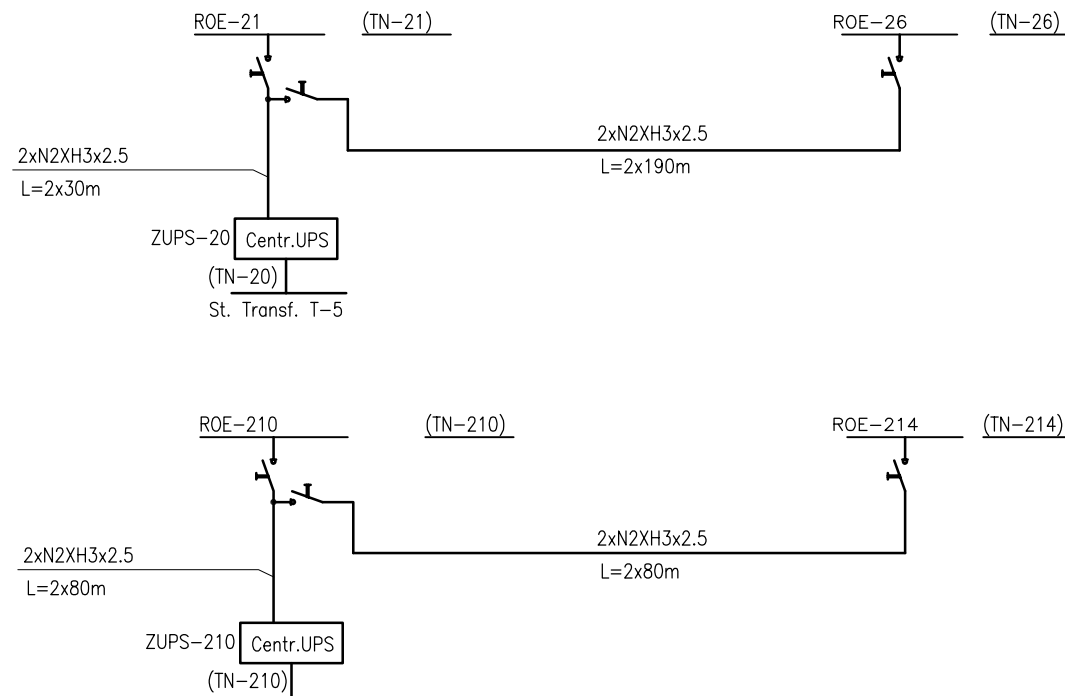 ROE-21 (TN-21) ROE-26 (TN-26)
2xN2XH3x2.5
L=2x190m
2xN2XH3x2.5
L=2x30m
ZUPS-20 Centr.UPS
(TN-20)
St. Transf. T-5
ROE-210 (TN-210) ROE-214 (TN-214)
2xN2XH3x2.5
L=2x80m
2xN2XH3x2.5
L=2x80m
ZUPS-210 Centr.UPS
(TN-210)